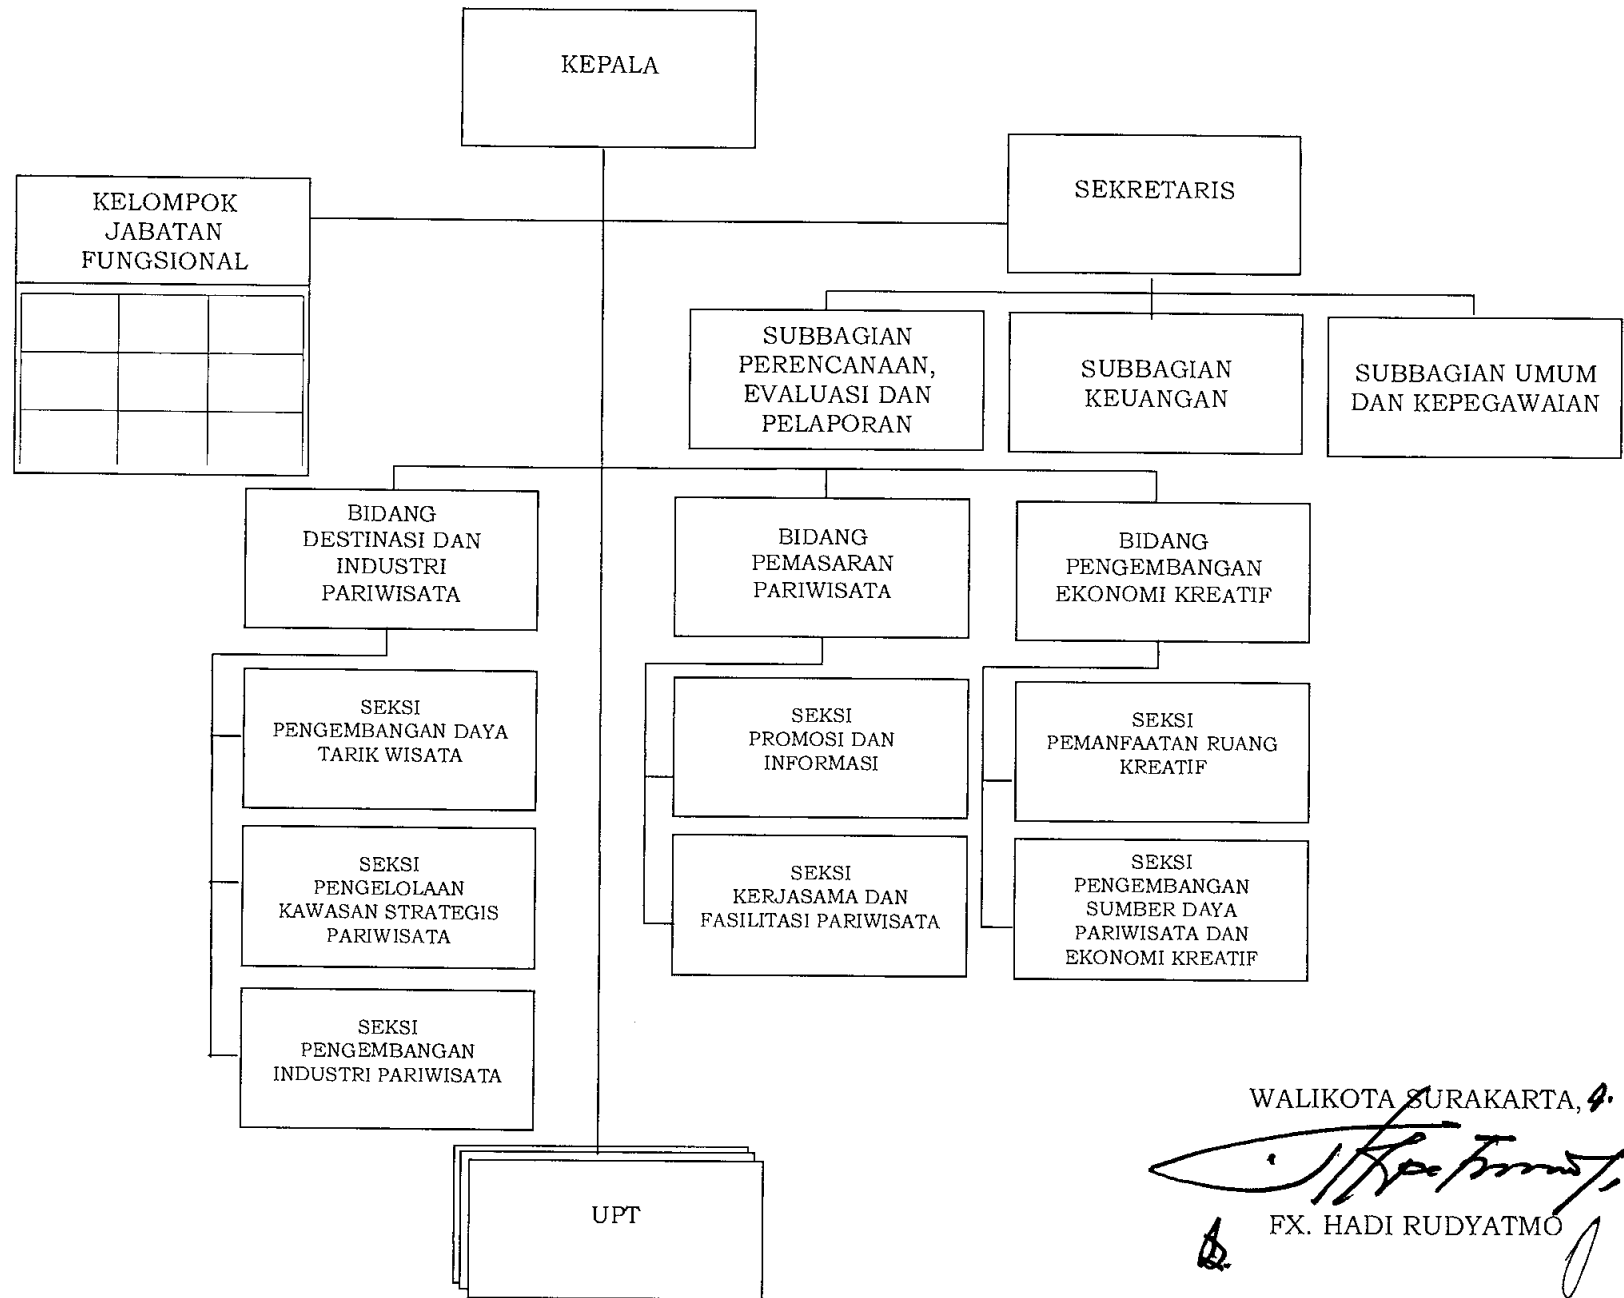 KEPALA
SEKRETARIS
KELOMPOK
JABATAN
FUNGSIONAL
SUBBAGIAN
PERENCANAAN,
EVALUASI DAN
PELAPORAN
SUBBAGIAN
KEUANGAN
SUBBAGIAN UMUM
DAN KEPEGAWAIAN
BIDANG
DESTINASI DAN
INDUSTRI
PARIWISATA
BIDANG
PEMASARAN
PARIWISATA
BIDANG
PENGEMBANGAN
EKONOMI KREATIF
SEKSI
PENGEMBANGAN DAYA
TARIK WISATA
SEKSI
PENGELOLAAN
KAWASAN STRATEGIS
PARIWISATA
SEKSI
PENGEMBANGAN
INDUSTRI PARIWISATA
SEKSI
PROMOSI DAN
INFORMASI
SEKSI
KERJASAMA DAN
FASILITASI PARIWISATA
SEKSI
PEMANFAATAN RUANG
KREATIF
SEKSI
PENGEMBANGAN
SUMBER DAYA
PARIWISATA DAN
EKONOMI KREATIF
UPT
WALIKOTA SURAKARTA,
FX. HADI RUDYATMO